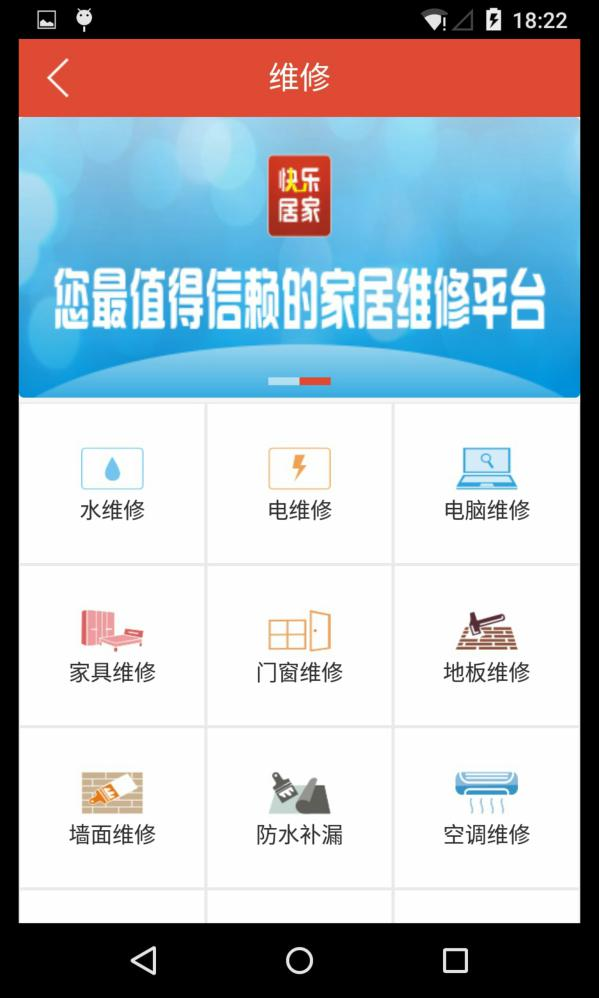 18:22
维修
快乐
居家
您最值得信赖的家居维修平台
水维修
电维修
电脑维修
家具维修
门窗维修
地板维修
墙面维修
防水补漏
空调维修